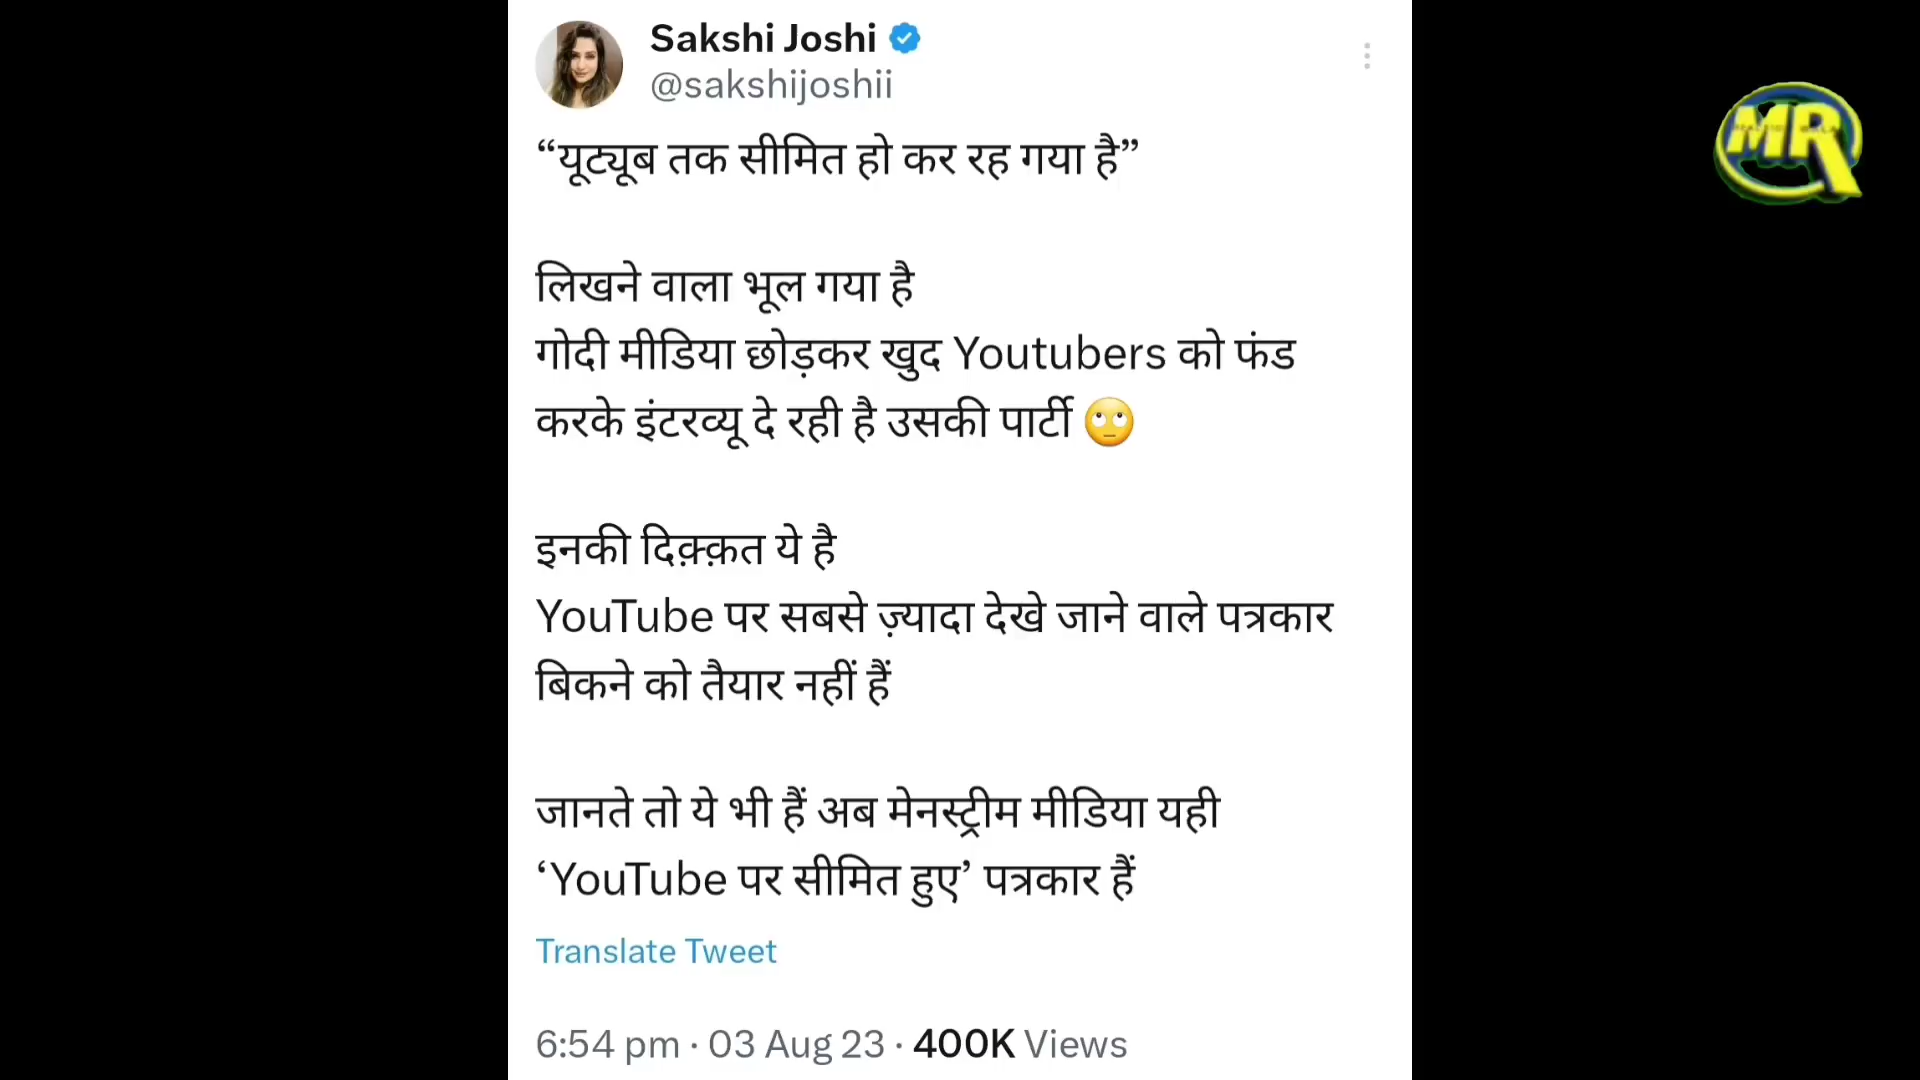 Sakshi Joshi
@sakshijoshii
“यूट्यूब तक सीमित हो कर रह गया है”
लिखने वाला भूल गया है
गोदी मीडिया छोड़कर खुद Youtubers को फंड
करके इंटरव्यू दे रही है उसकी पार्टी 🙄
इनकी दिक़्क़त ये है
YouTube पर सबसे ज़्यादा देखे जाने वाले पत्रकार
बिकने को तैयार नहीं हैं
जानते तो ये भी हैं अब मेनस्ट्रीम मीडिया यही
‘YouTube पर सीमित हुए’ पत्रकार हैं
Translate Tweet
6:54 pm · 03 Aug 23 · 400K Views
MR